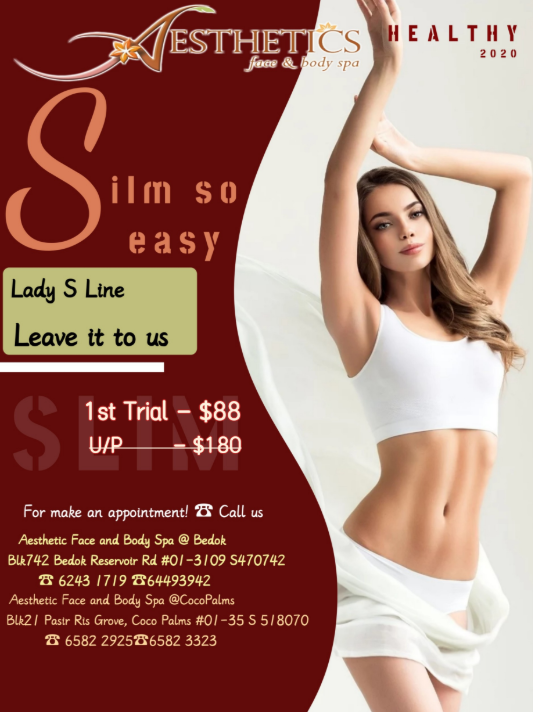 AESTHETICS
face & body spa
HEALTHY
2020
Silm so
easy
Lady S Line
Leave it to us
SLIM
1st Trial - $88
U/P - $180
For make an appointment! ☎ Call us
Aesthetic Face and Body Spa @ Bedok
Blk742 Bedok Reservoir Rd #01-3109 S470742
☎ 6243 1719 ☎64493942
Aesthetic Face and Body Spa @CocoPalms
Blk21 Pasir Ris Grove, Coco Palms #01-35 S 518070
☎ 6582 2925☎6582 3323